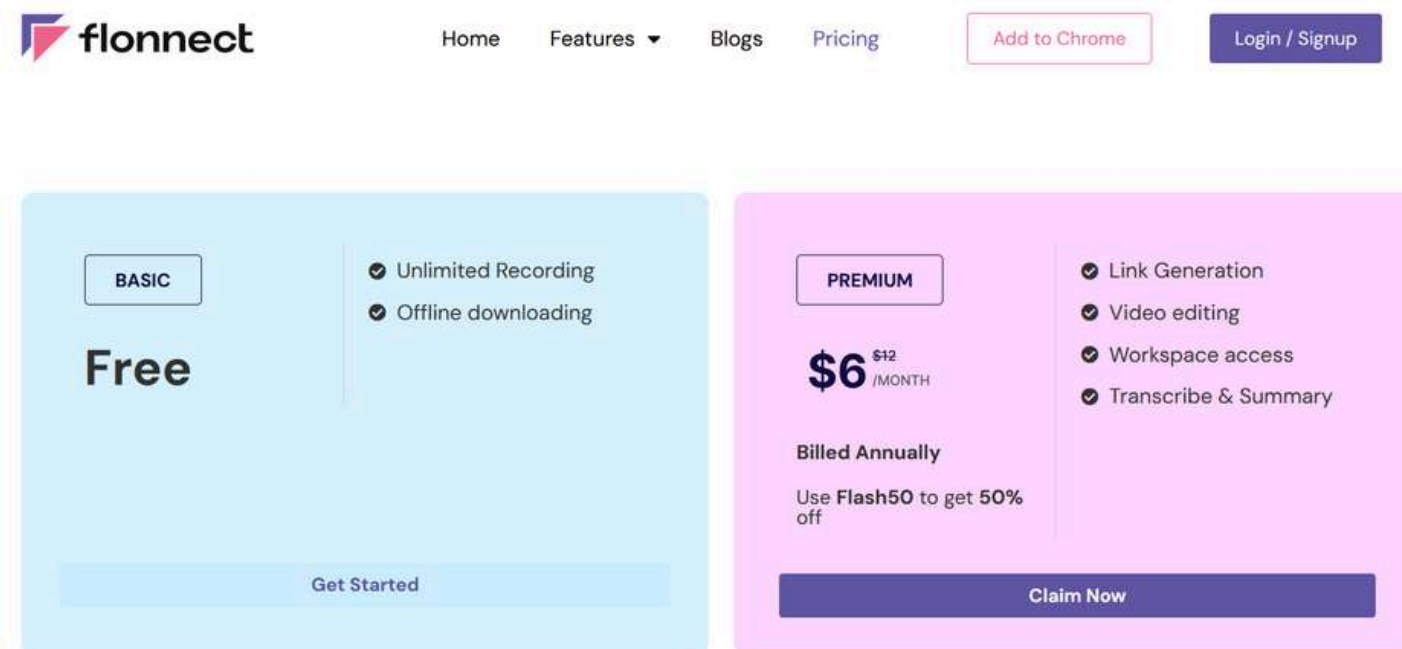 flonnect
Home Features Blogs Pricing Add to Chrome Login / Signup
BASIC
Free
Unlimited Recording
Offline downloading
Get Started
PREMIUM
$6 $12 /MONTH
Billed Annually
Use Flash50 to get 50%
off
Link Generation
Video editing
Workspace access
Transcribe & Summary
Claim Now